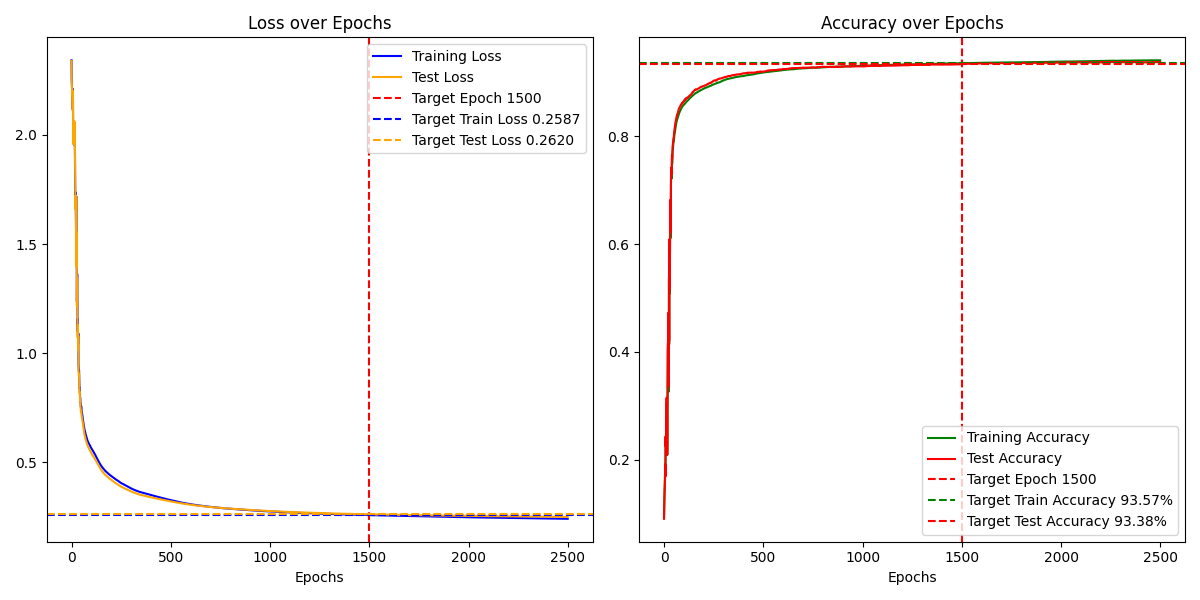 Loss over Epochs
2.0
1.5
1.0
0.5
Training Loss
Test Loss
Target Epoch 1500
Target Train Loss 0.2587
Target Test Loss 0.2620
0
500
1000
1500
2000
2500
Epochs
Accuracy over Epochs
0.8
0.6
0.4
0.2
Training Accuracy
Test Accuracy
Target Epoch 1500
Target Train Accuracy 93.57%
Target Test Accuracy 93.38%
0
500
1000
1500
2000
2500
Epochs